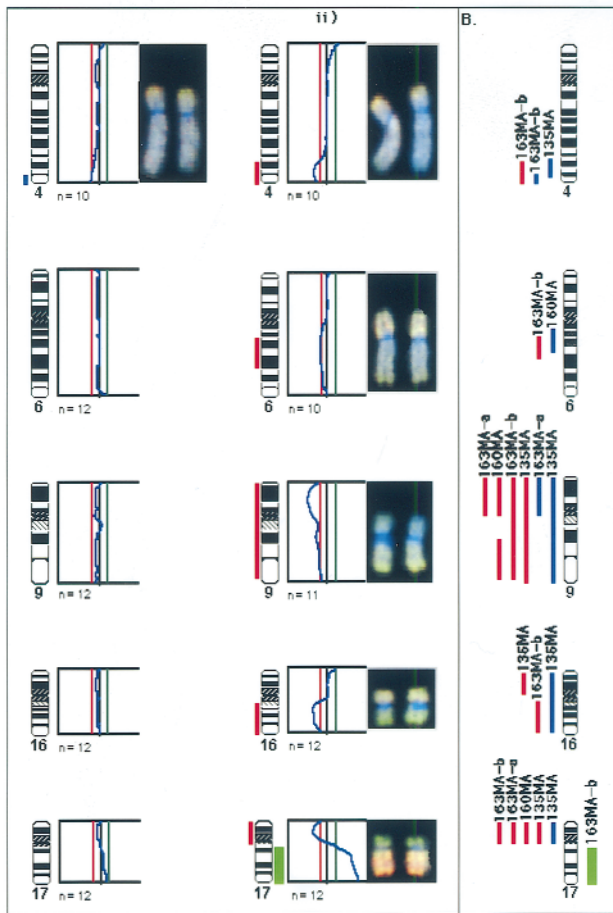 ii)
B.
4
n = 10
4
n = 10
163MA-b
163MA-b
135MA
4
6
n = 12
6
n = 10
163MA-b
160MA
6
9
n = 12
9
n = 11
163MA-a
160MA
163MA-b
135MA
163MA-a
135MA
9
16
n = 12
16
n = 12
135MA
163MA-b
135MA
16
17
n = 12
17
n = 12
163MA-b
163MA-a
160MA
135MA
135MA
163MA-b
17